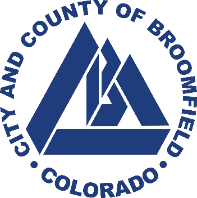 CITY AND COUNTY OF BROOMFIELD
• COLORADO •